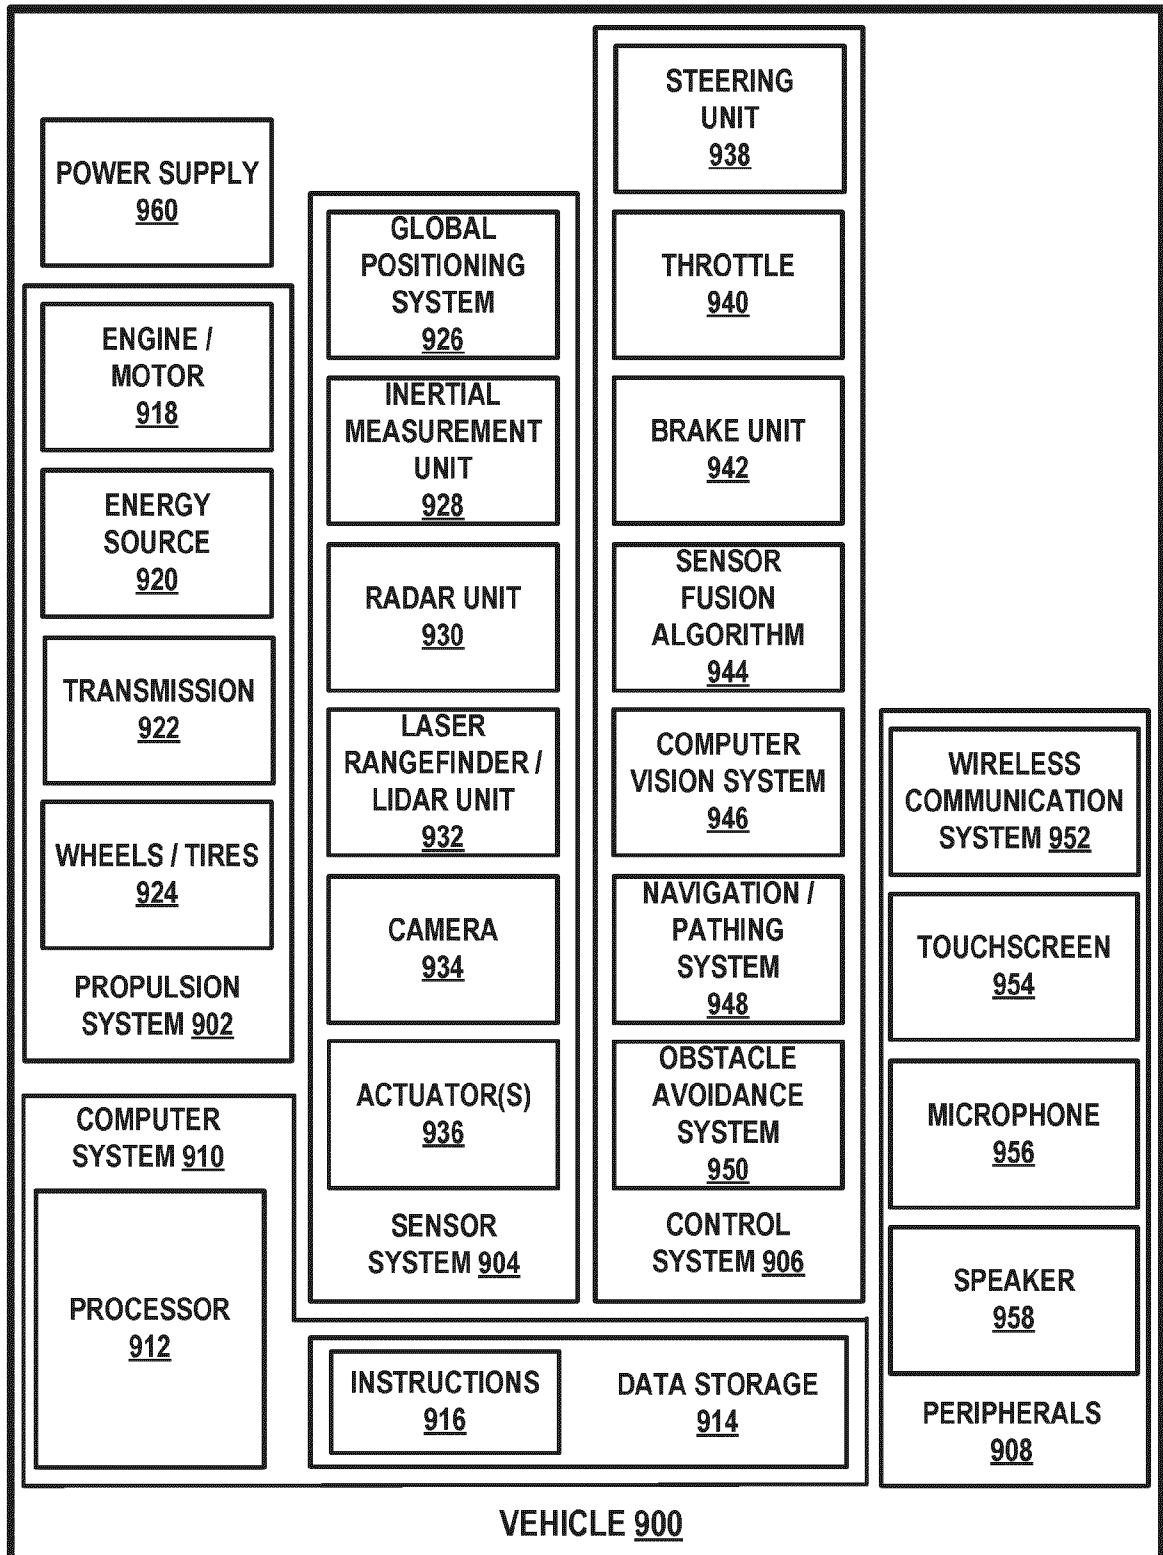 POWER SUPPLY
960
ENGINE /
MOTOR
918
ENERGY
SOURCE
920
TRANSMISSION
922
WHEELS / TIRES
924
PROPULSION
SYSTEM 902
COMPUTER
SYSTEM 910
PROCESSOR
912
GLOBAL
POSITIONING
SYSTEM
926
INERTIAL
MEASUREMENT
UNIT
928
RADAR UNIT
930
LASER
RANGEFINDER /
LIDAR UNIT
932
CAMERA
934
ACTUATOR(S)
936
SENSOR
SYSTEM 904
STEERING
UNIT
938
THROTTLE
940
BRAKE UNIT
942
SENSOR
FUSION
ALGORITHM
944
COMPUTER
VISION SYSTEM
946
NAVIGATION /
PATHING
SYSTEM
948
OBSTACLE
AVOIDANCE
SYSTEM
950
CONTROL
SYSTEM 906
INSTRUCTIONS
916
DATA STORAGE
914
WIRELESS
COMMUNICATION
SYSTEM 952
TOUCHSCREEN
954
MICROPHONE
956
SPEAKER
958
PERIPHERALS
908
VEHICLE 900